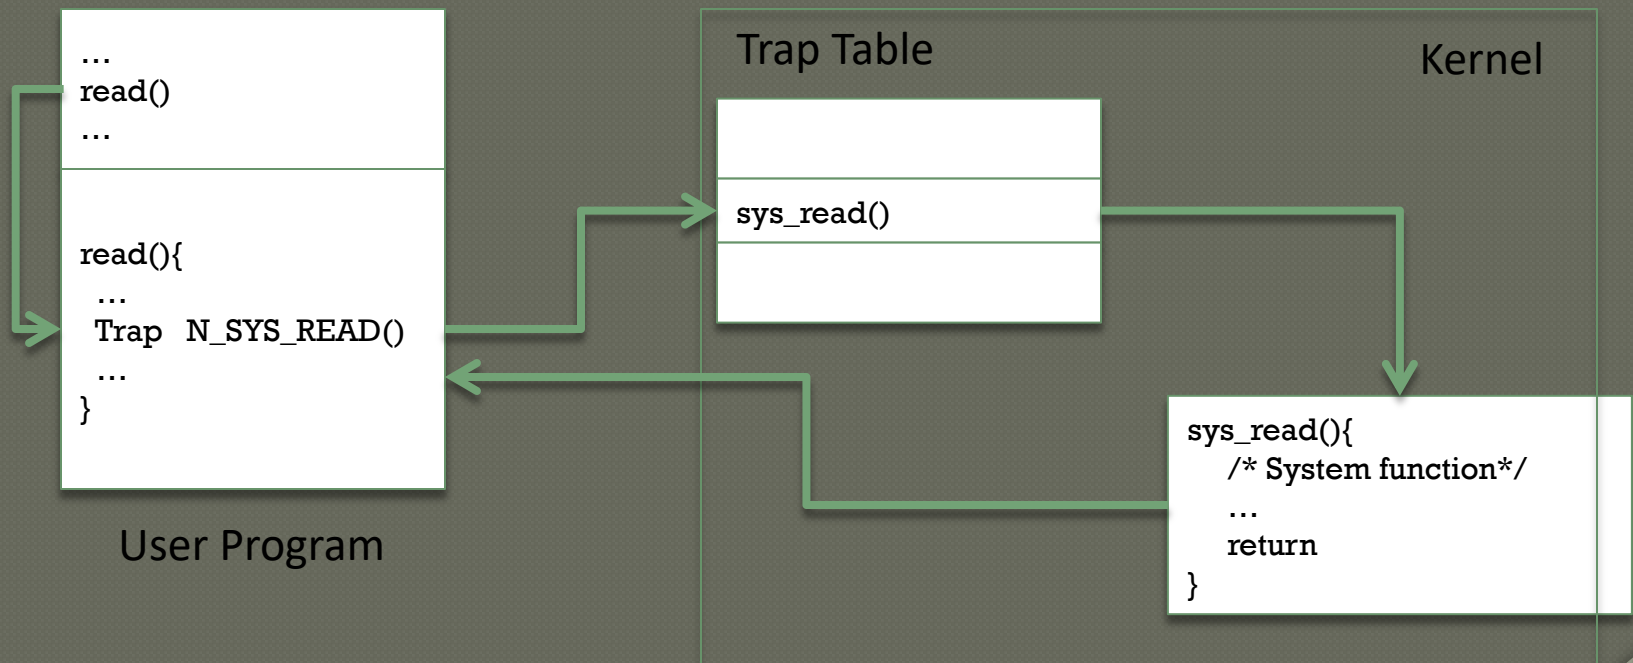 …
read()
…
read(){
…
Trap N_SYS_READ()
…
}
User Program
Trap Table
Kernel
sys_read()
sys_read(){
/* System function*/
…
return
}